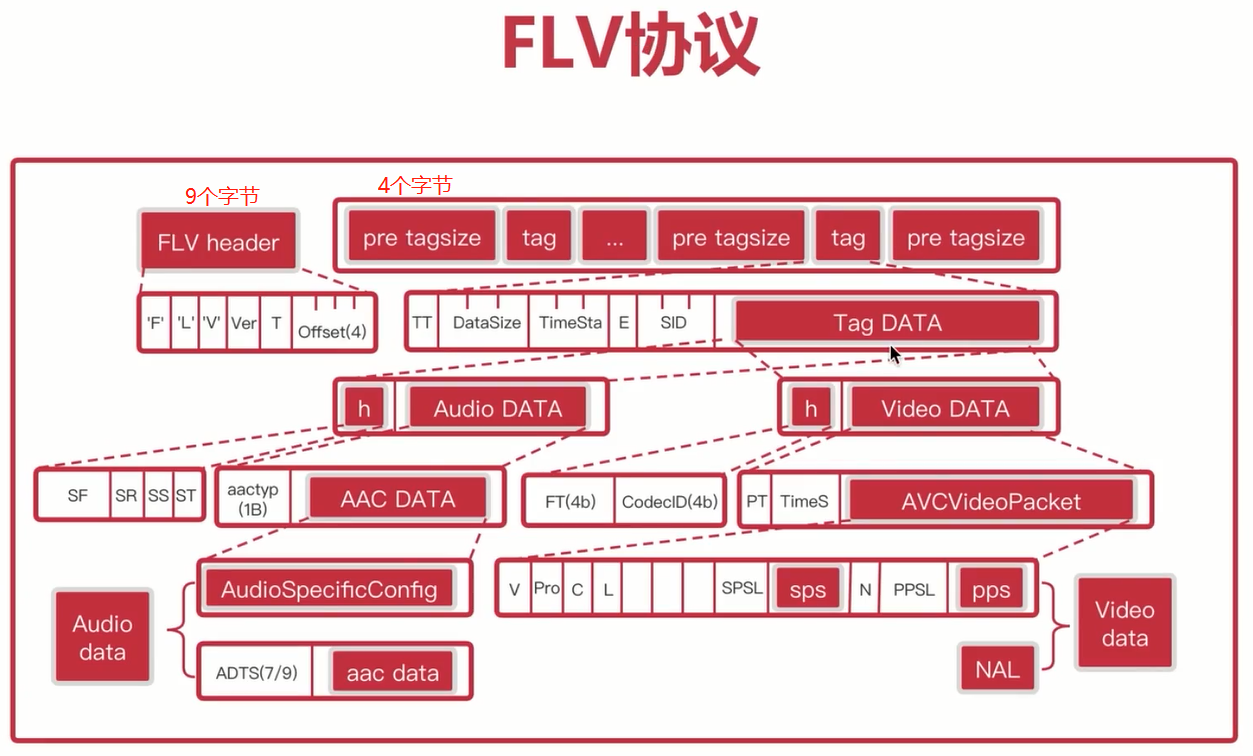 FLV协议
9个字节
4个字节
FLV header
pre tagsize
tag
...
pre tagsize
tag
pre tagsize
'F'
'L'
'V'
Ver
T
Offset(4)
TT
DataSize
TimeSta
E
SID
Tag DATA
h
Audio DATA
h
Video DATA
SF
SR
SS
ST
aactyp
(1B)
AAC DATA
FT(4b)
CodecID(4b)
PT
TimeS
AVCVideoPacket
AudioSpecificConfig
V
Pro
C
L
SPSL
sps
N
PPSL
pps
Audio
data
Video
data
ADTS(7/9)
aac data
NAL